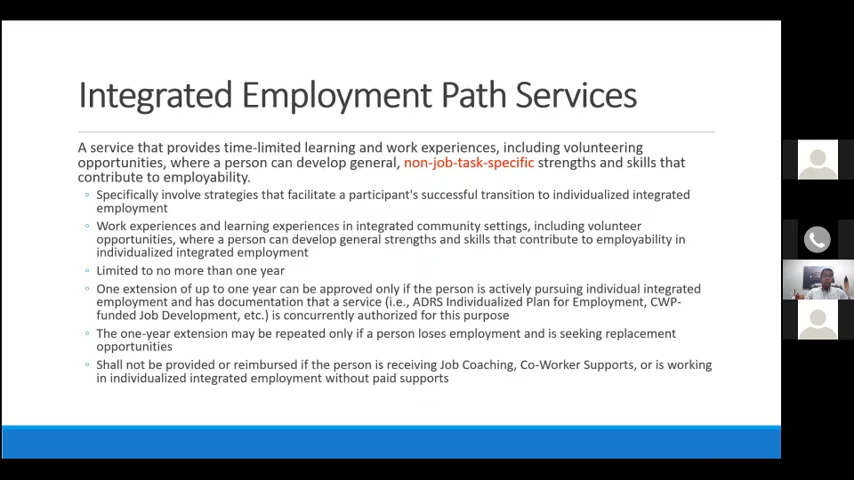 Integrated Employment Path Services
A service that provides time-limited learning and work experiences, including volunteering
opportunities, where a person can develop general, non-job-task-specific strengths and skills that
contribute to employability.
◦ Specifically involve strategies that facilitate a participant's successful transition to individualized integrated
employment
◦ Work experiences and learning experiences in integrated community settings, including volunteer
opportunities, where a person can develop general strengths and skills that contribute to employability in
individualized integrated employment
◦ Limited to no more than one year
◦ One extension of up to one year can be approved only if the person is actively pursuing individual integrated
employment and has documentation that a service (i.e., ADRS Individualized Plan for Employment, CWP-
funded Job Development, etc.) is concurrently authorized for this purpose
◦ The one-year extension may be repeated only if a person loses employment and is seeking replacement
opportunities
◦ Shall not be provided or reimbursed if the person is receiving Job Coaching, Co-Worker Supports, or is working
in individualized integrated employment without paid supports